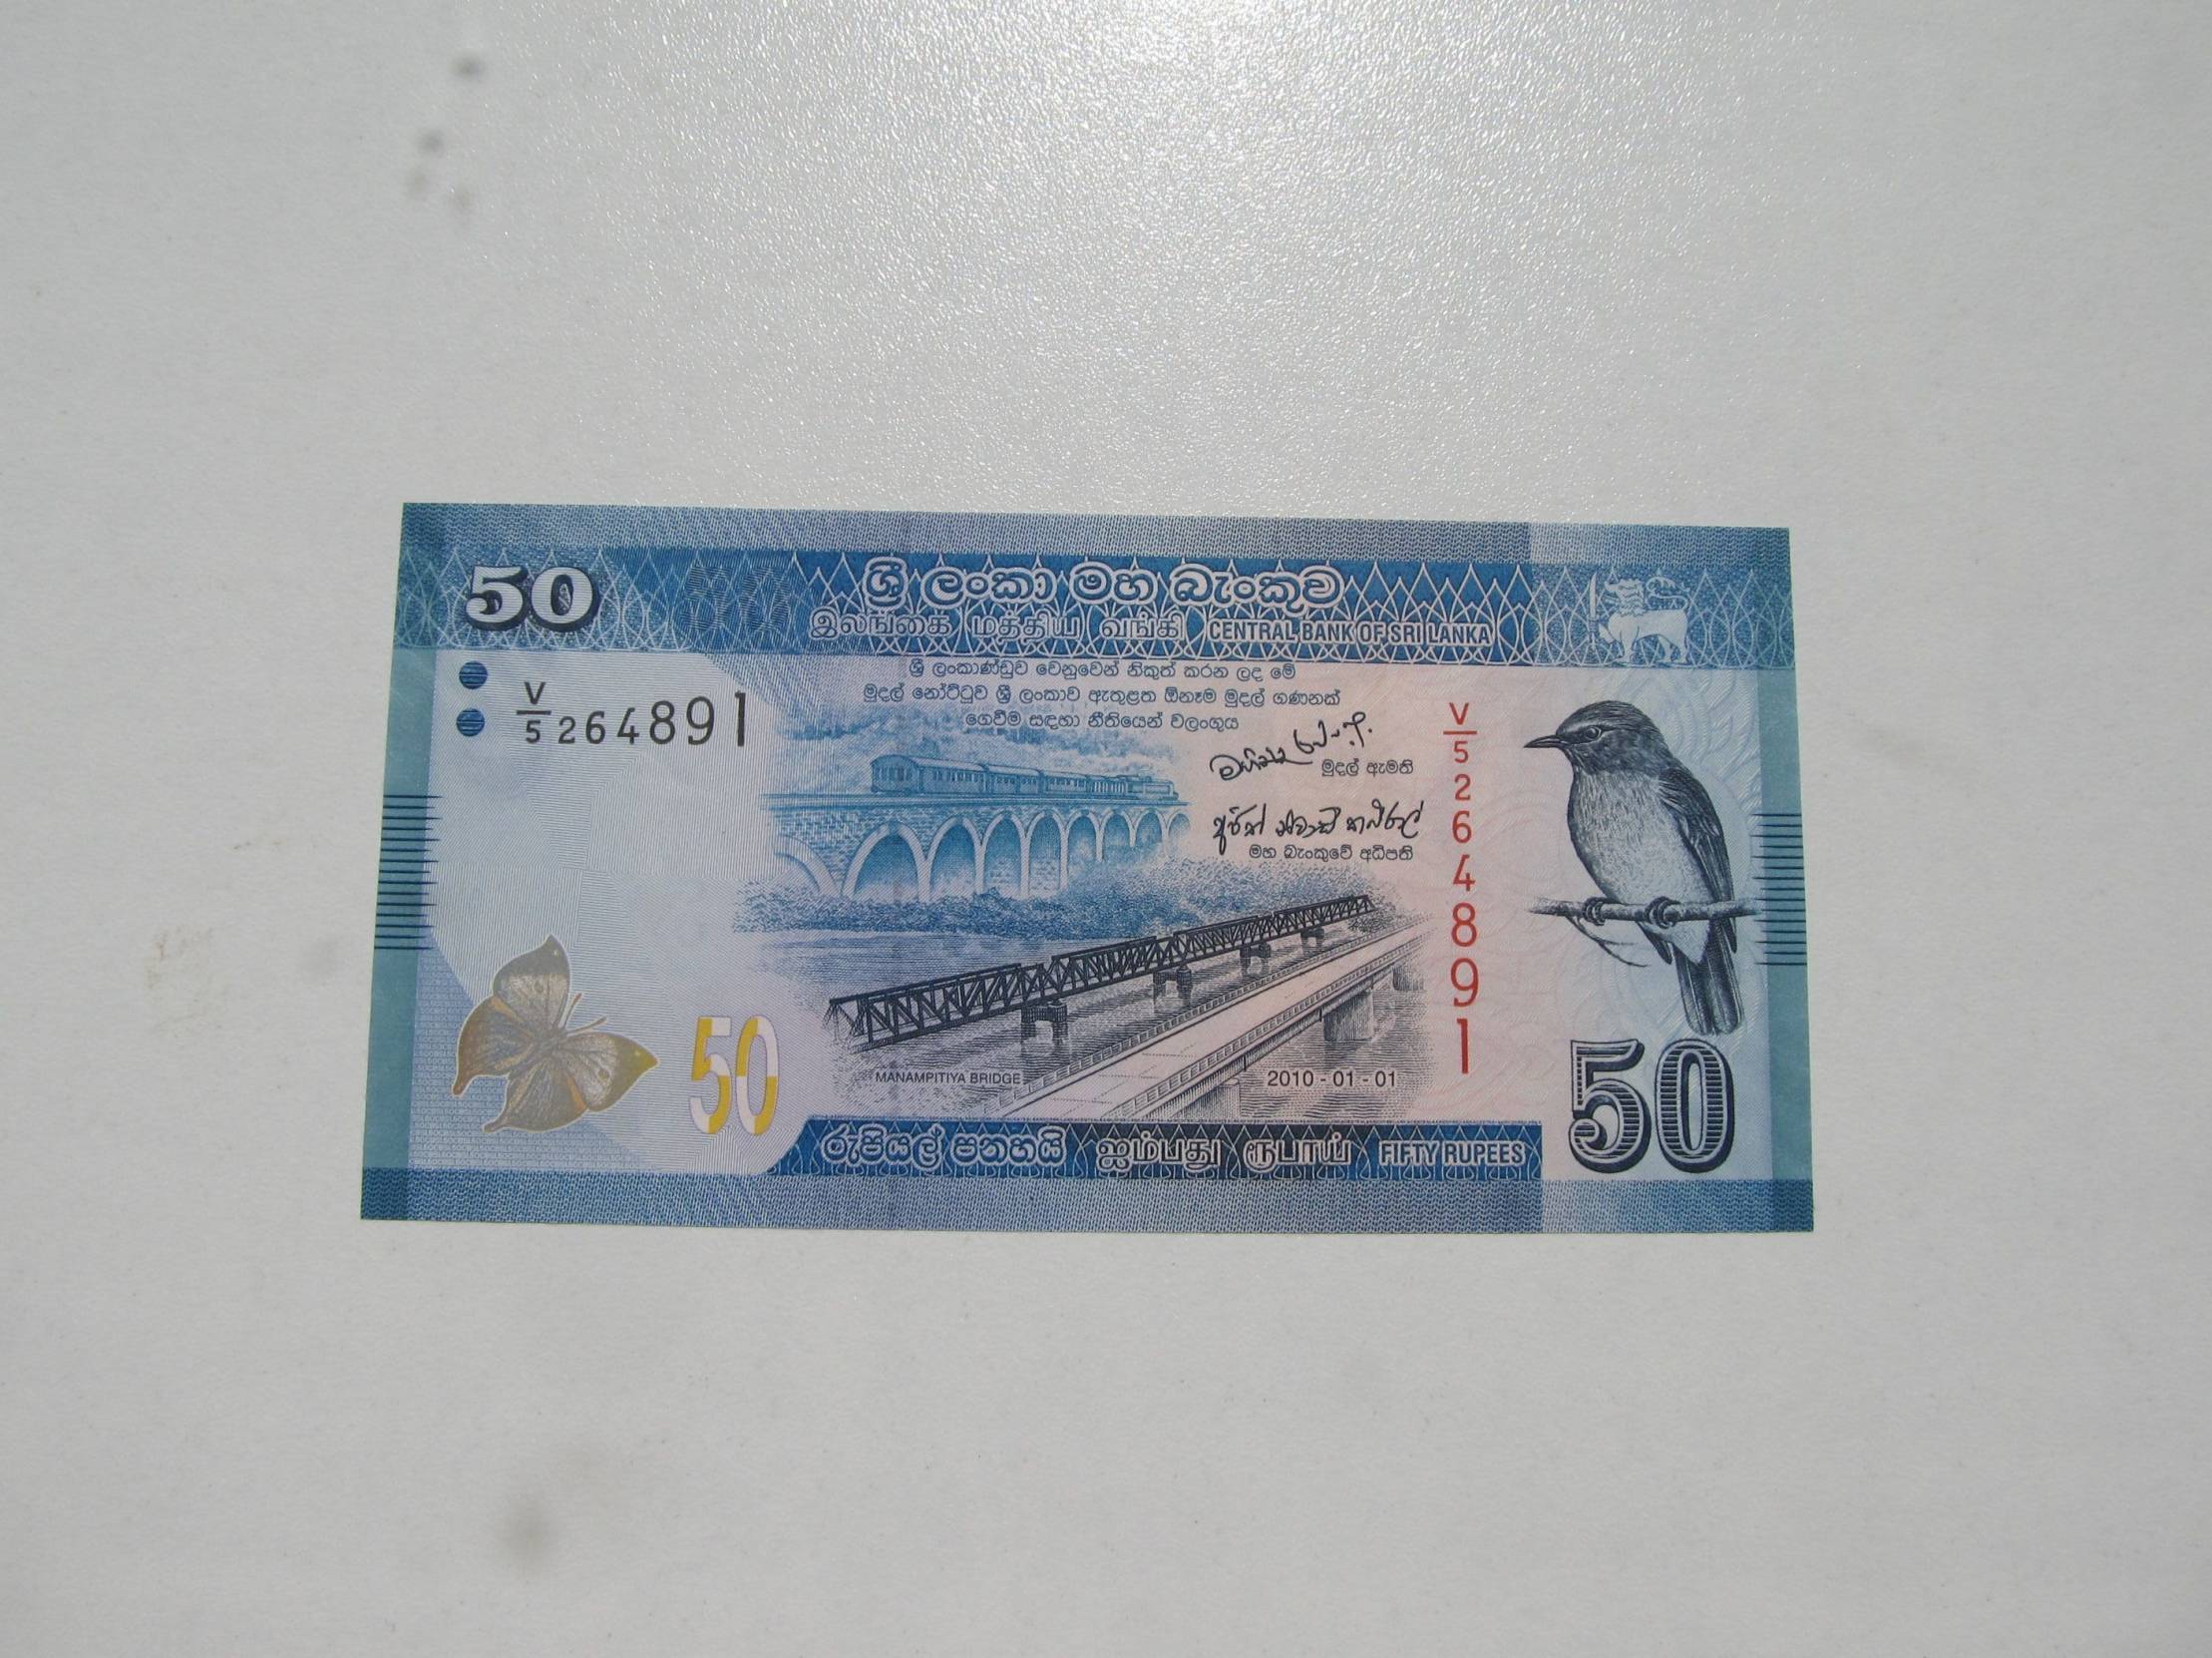 50
ශ්‍රී ලංකා මහ බැංකුව
இலங்கை மத்திய வங்கி CENTRAL BANK OF SRI LANKA
ශ්‍රී ලංකාණ්ඩුව වෙනුවෙන් නිකුත් කරන ලද මේ
මුදල් නෝට්ටුව ශ්‍රී ලංකාව ඇතුළත ඕනෑම මුදල් ගණනක්
ගෙවීම සඳහා නීතියෙන් වලංගුය
V/5 264891
මුදල් ඇමති
මහ බැංකුවේ අධිපති
V/5 264891
50
MANAMPITIYA BRIDGE
2010 - 01 - 01
50
රුපියල් පනහයි ஐம்பது ரூபாய் FIFTY RUPEES